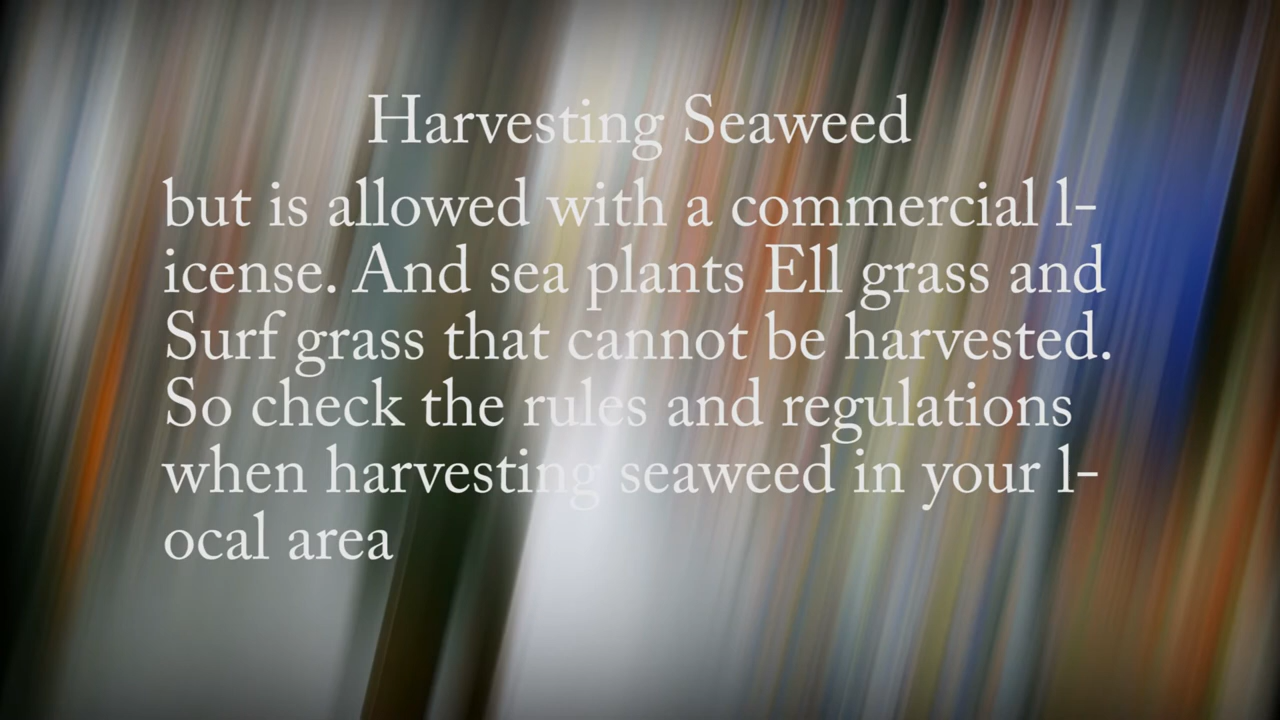 Harvesting Seaweed
but is allowed with a commercial l-
icense. And sea plants Ell grass and
Surf grass that cannot be harvested.
So check the rules and regulations
when harvesting seaweed in your l-
ocal area